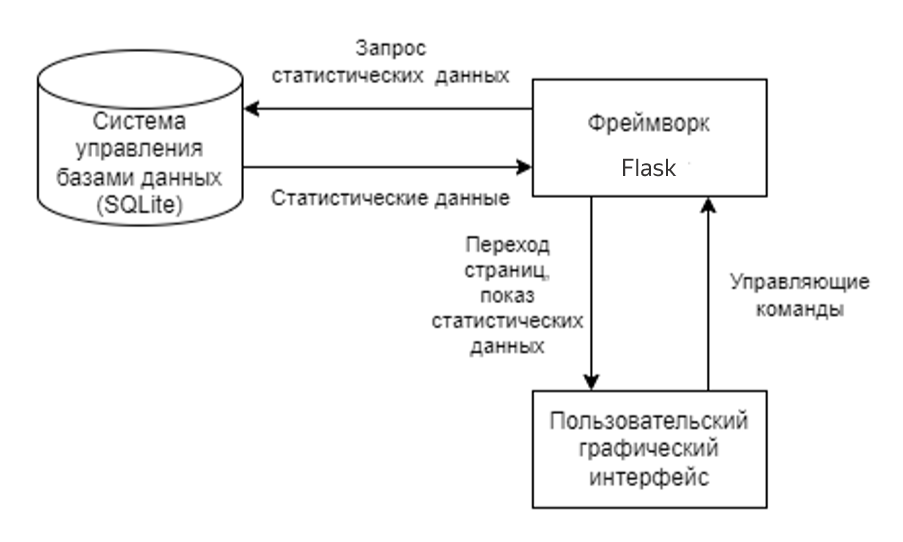 Запрос
статистических данных
Система
управления
базами данных
(SQLite)
Фреймворк
Flask
Статистические данные
Переход
страниц,
показ
статистических
данных
Управляющие
команды
Пользовательский
графический
интерфейс